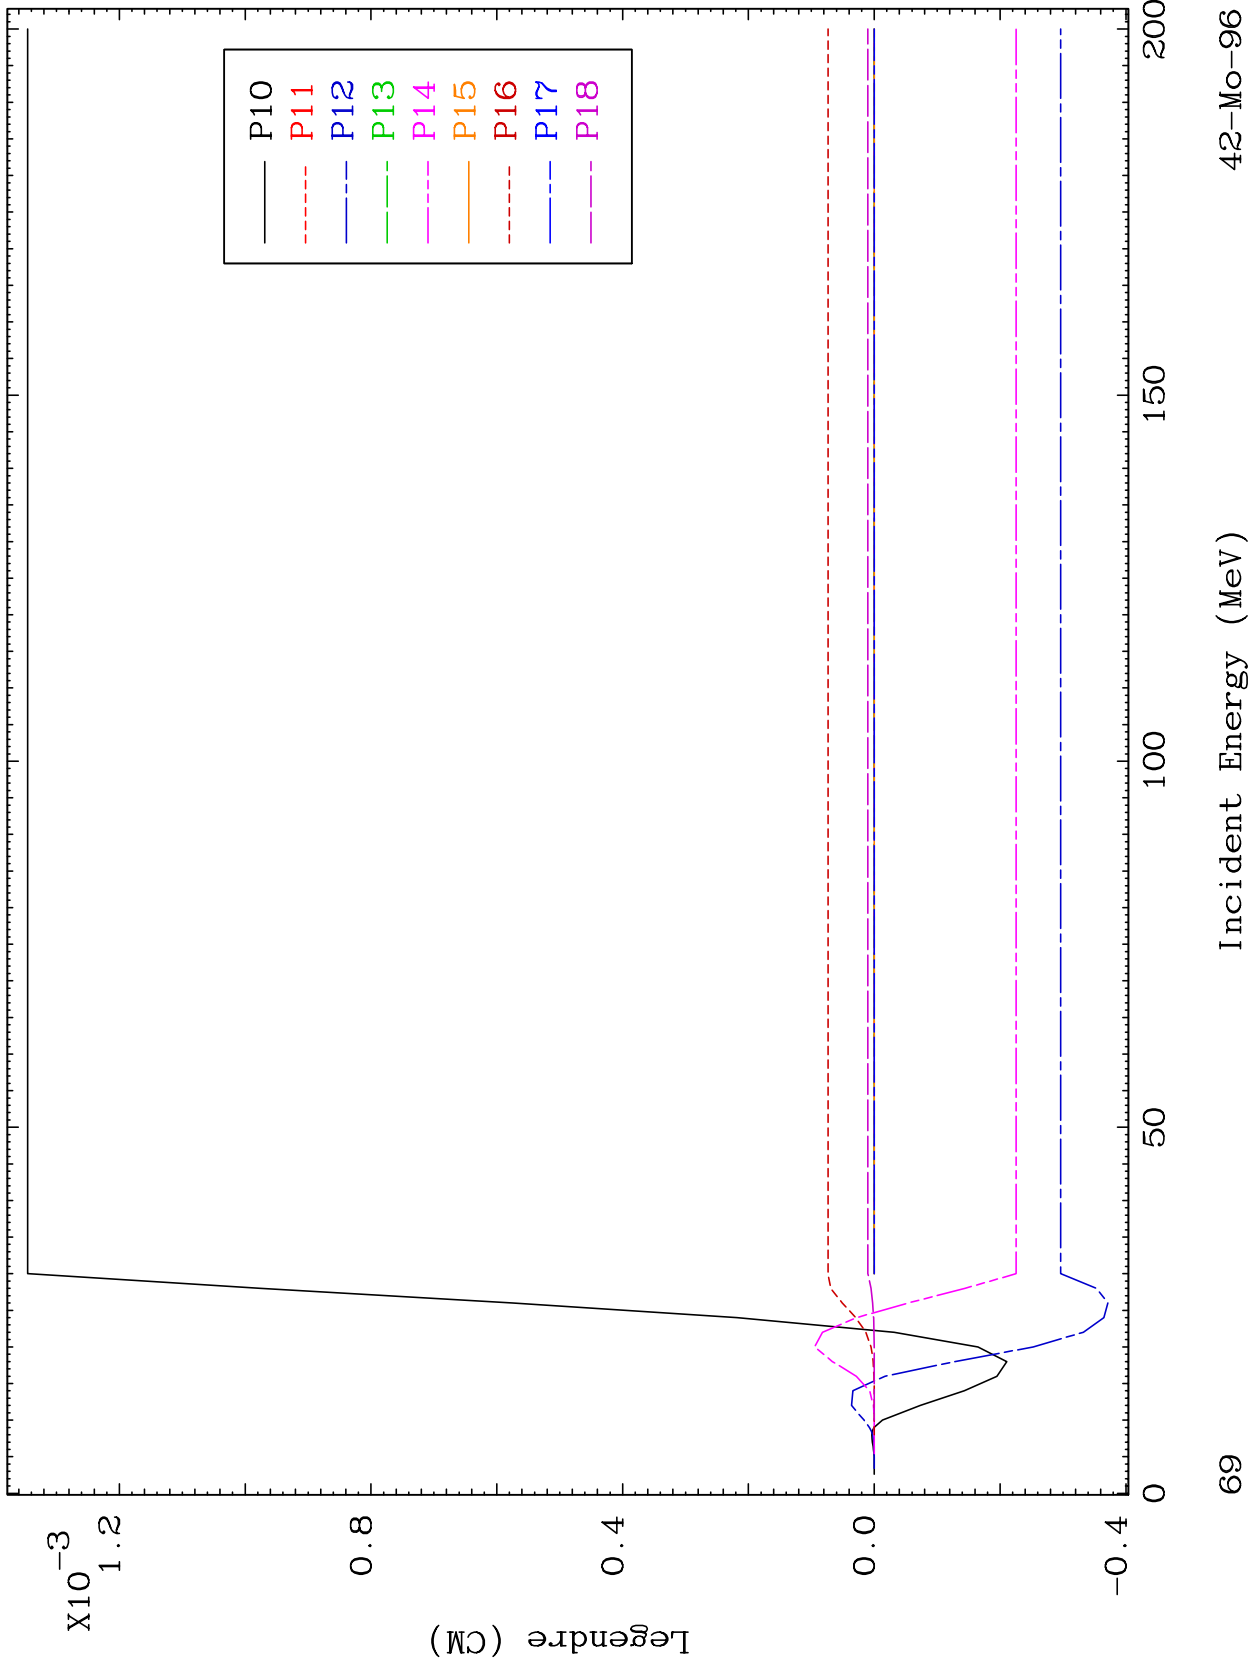 X10-3
1.2
0.8
0.4
0.0
-0.4
Legendre (CM)
P10
P11
P12
P13
P14
P15
P16
P17
P18
0
50
100
150
200
Incident Energy (MeV)
69
42-Mo-96